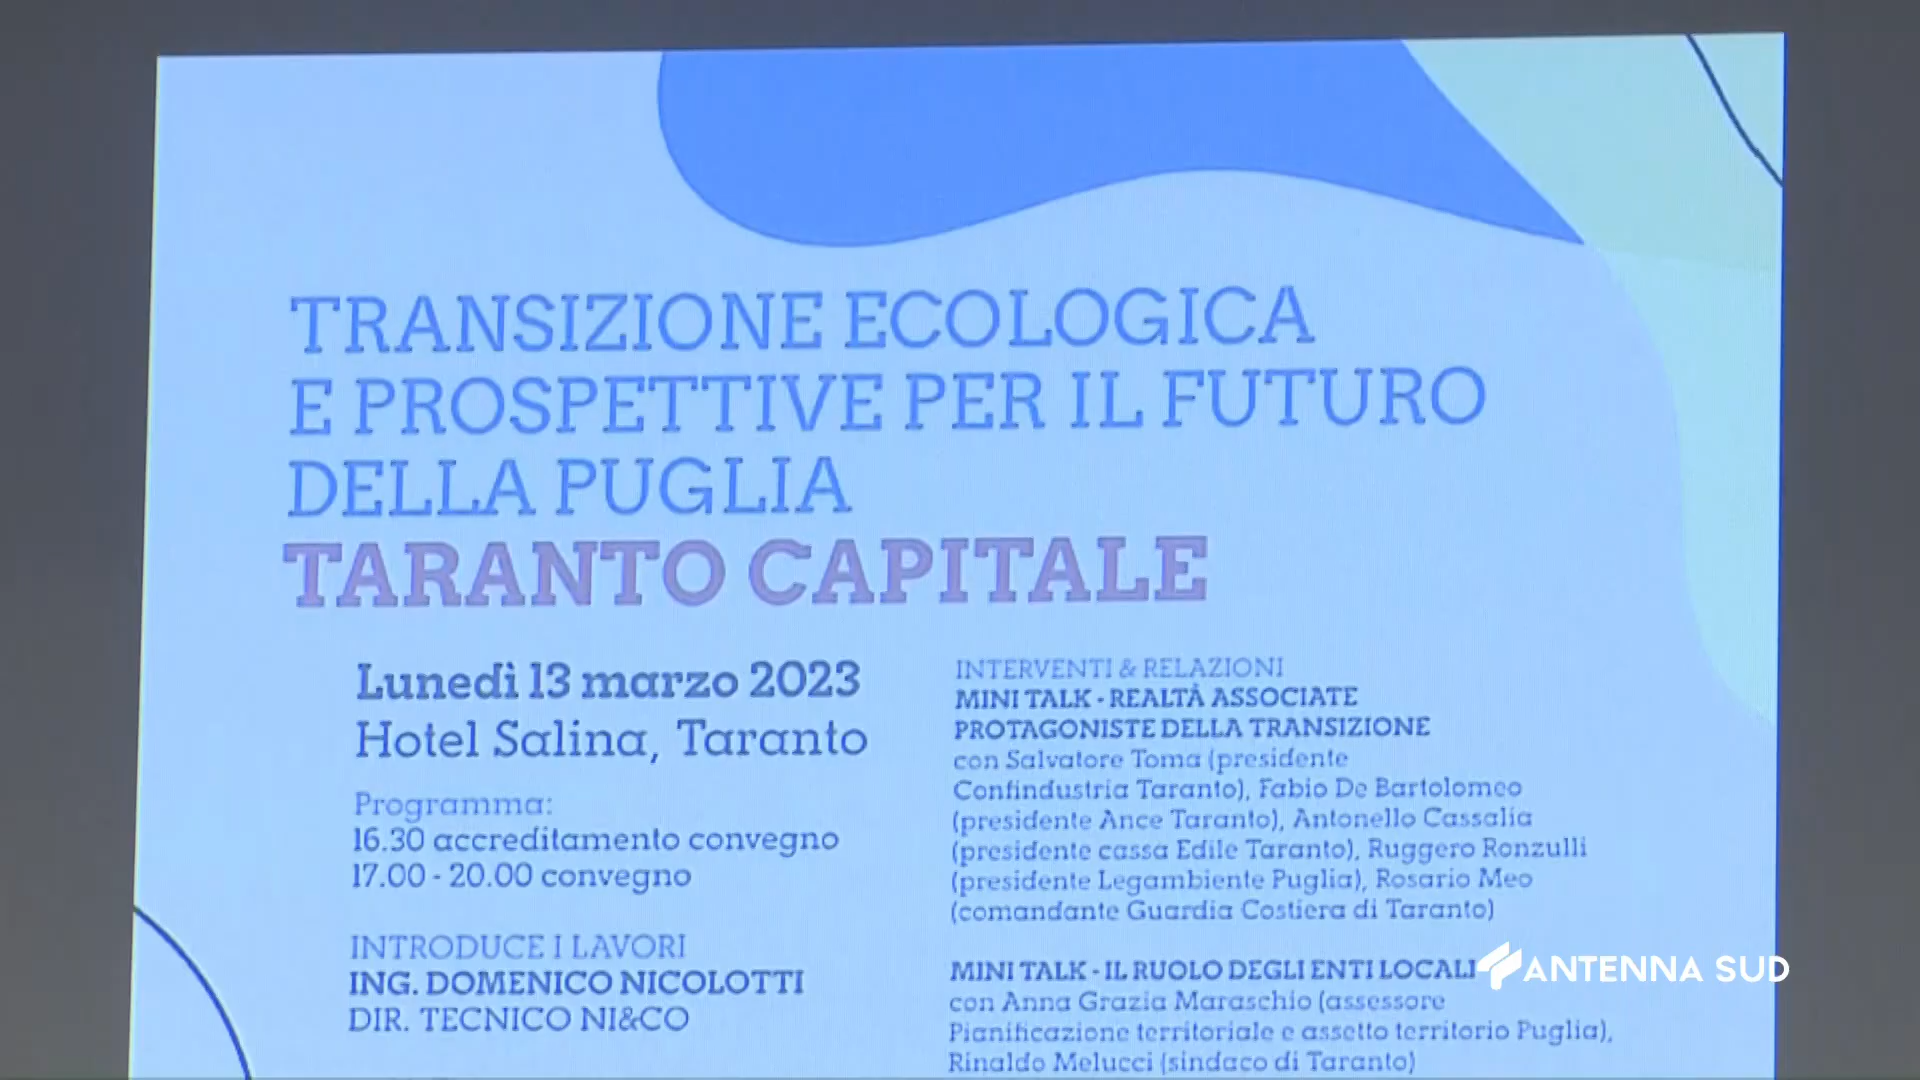 TRANSIZIONE ECOLOGICA
E PROSPETTIVE PER IL FUTURO
DELLA PUGLIA
TARANTO CAPITALE
Lunedì 13 marzo 2023
Hotel Salina, Taranto
Programma:
16.30 accreditamento convegno
17.00 - 20.00 convegno
INTRODUCE I LAVORI
ING. DOMENICO NICOLOTTI
DIR. TECNICO NI&CO
INTERVENTI & RELAZIONI
MINI TALK - REALTÀ ASSOCIATE
PROTAGONISTE DELLA TRANSIZIONE
con Salvatore Toma (presidente
Confindustria Taranto), Fabio De Bartolomeo
(presidente Ance Taranto), Antonello Cassalia
(presidente cassa Edile Taranto), Ruggero Ronzulli
(presidente Legambiente Puglia), Rosario Meo
(comandante Guardia Costiera di Taranto)
MINI TALK - IL RUOLO DEGLI ENTI LOCALI
con Anna Grazia Maraschio (assessore
Pianificazione territoriale e assetto territorio Puglia),
Rinaldo Melucci (sindaco di Taranto)
ANTENNA SUD